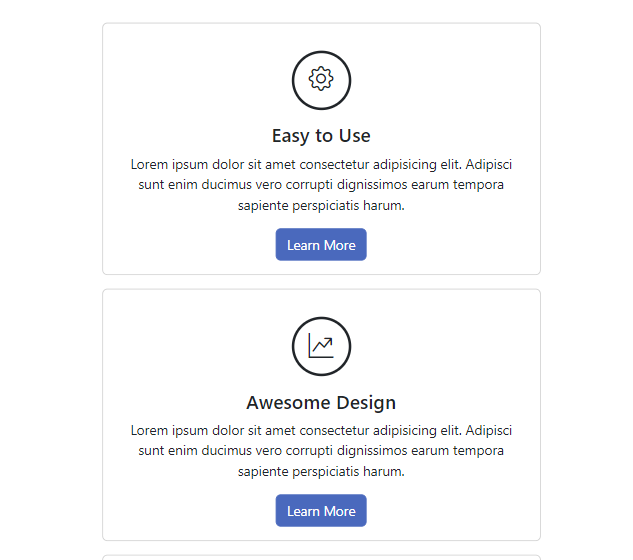 Easy to Use
Lorem ipsum dolor sit amet consectetur adipisicing elit. Adipisci
sunt enim ducimus vero corrupti dignissimos earum tempora
sapiente perspiciatis harum.
Learn More
Awesome Design
Lorem ipsum dolor sit amet consectetur adipisicing elit. Adipisci
sunt enim ducimus vero corrupti dignissimos earum tempora
sapiente perspiciatis harum.
Learn More